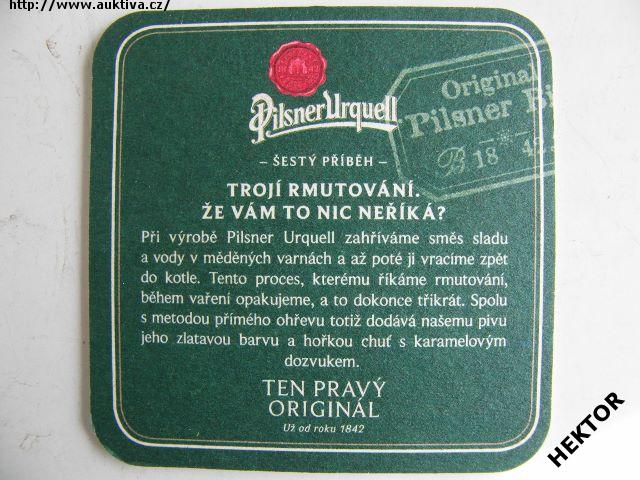 http://www.auktiva.cz/
Pilsner Urquell
Original
Pilsner Bi
B 18 42
– ŠESTÝ PŘÍBĚH –
TROJÍ RMUTOVÁNÍ.
ŽE VÁM TO NIC NEŘÍKÁ?
Při výrobě Pilsner Urquell zahříváme směs sladu
a vody v měděných varnách a až poté ji vracíme zpět
do kotle. Tento proces, kterému říkáme rmutování,
během vaření opakujeme, a to dokonce třikrát. Spolu
s metodou přímého ohřevu totiž dodává našemu pivu
jeho zlatavou barvu a hořkou chuť s karamelovým
dozvukem.
TEN PRAVÝ
ORIGINÁL
Už od roku 1842
HEKTOR